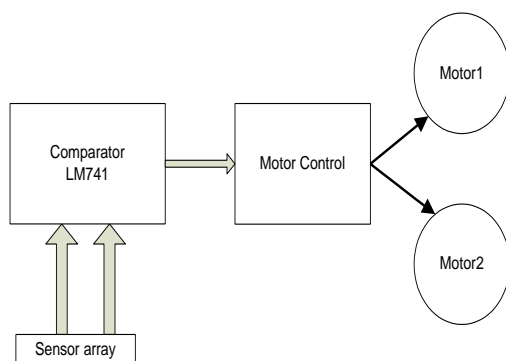 Motor1
Comparator
LM741
Motor Control
Motor2
Sensor array